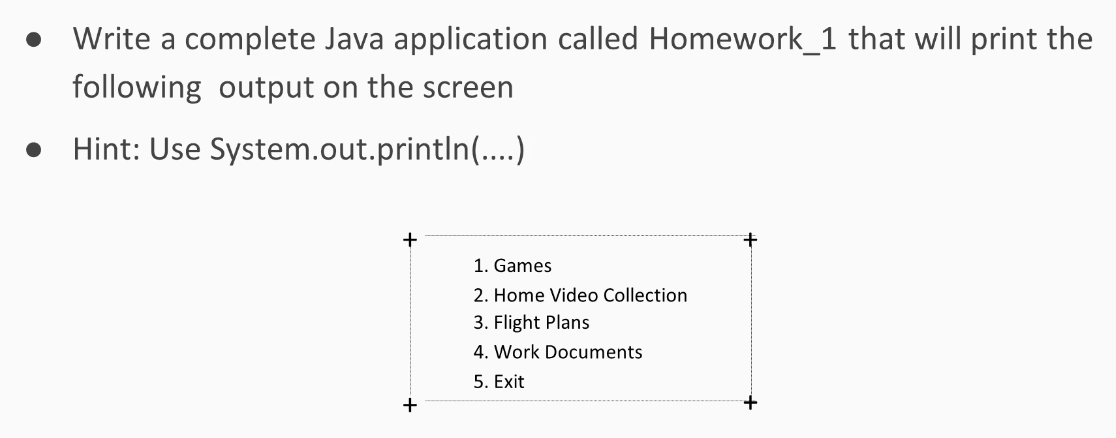 ● Write a complete Java application called Homework_1 that will print the
following output on the screen
● Hint: Use System.out.println(....)
+ +
1. Games
2. Home Video Collection
3. Flight Plans
4. Work Documents
5. Exit
+ +